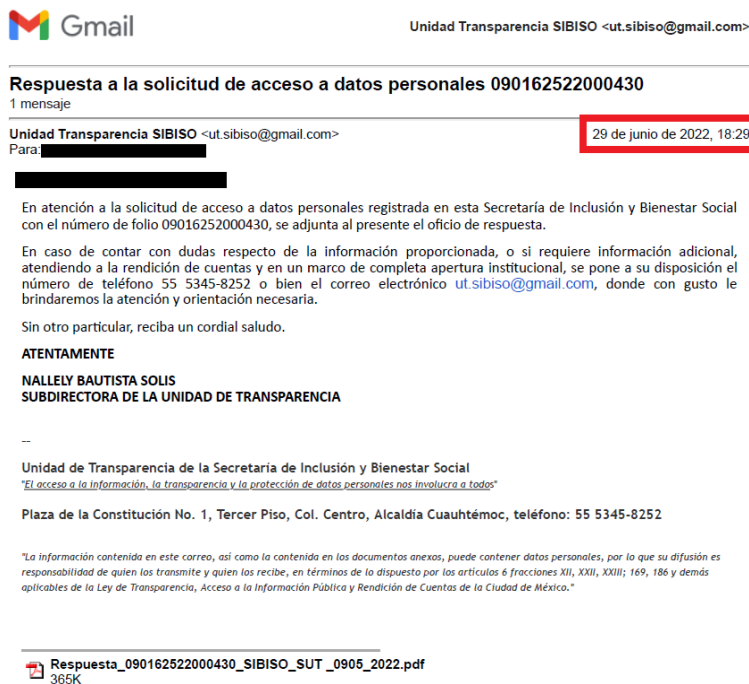 Gmail
Unidad Transparencia SIBISO <ut.sibiso@gmail.com>
Respuesta a la solicitud de acceso a datos personales 090162522000430
1 mensaje
Unidad Transparencia SIBISO <ut.sibiso@gmail.com>
29 de junio de 2022, 18:29
Para:
En atención a la solicitud de acceso a datos personales registrada en esta Secretaría de Inclusión y Bienestar Social
con el número de folio 09016252000430, se adjunta al presente el oficio de respuesta.
En caso de contar con dudas respecto de la información proporcionada, o si requiere información adicional,
atendiendo a la rendición de cuentas y en un marco de completa apertura institucional, se pone a su disposición el
número de teléfono 55 5345-8252 o bien el correo electrónico ut.sibiso@gmail.com, donde con gusto le
brindaremos la atención y orientación necesaria.
Sin otro particular, reciba un cordial saludo.
ATENTAMENTE
NALLELY BAUTISTA SOLIS
SUBDIRECTORA DE LA UNIDAD DE TRANSPARENCIA
--
Unidad de Transparencia de la Secretaría de Inclusión y Bienestar Social
"El acceso a la información, la transparencia y la protección de datos personales nos involucra a todos"
Plaza de la Constitución No. 1, Tercer Piso, Col. Centro, Alcaldía Cuauhtémoc, teléfono: 55 5345-8252
"La información contenida en este correo, así como la contenida en los documentos anexos, puede contener datos personales, por lo que su difusión es
responsabilidad de quien los transmite y quien los recibe, en términos de lo dispuesto por los artículos 6 fracciones XII, XXII, XXIII; 169, 186 y demás
aplicables de la Ley de Transparencia, Acceso a la Información Pública y Rendición de Cuentas de la Ciudad de México."
Respuesta_090162522000430_SIBISO_SUT _0905_2022.pdf
365K